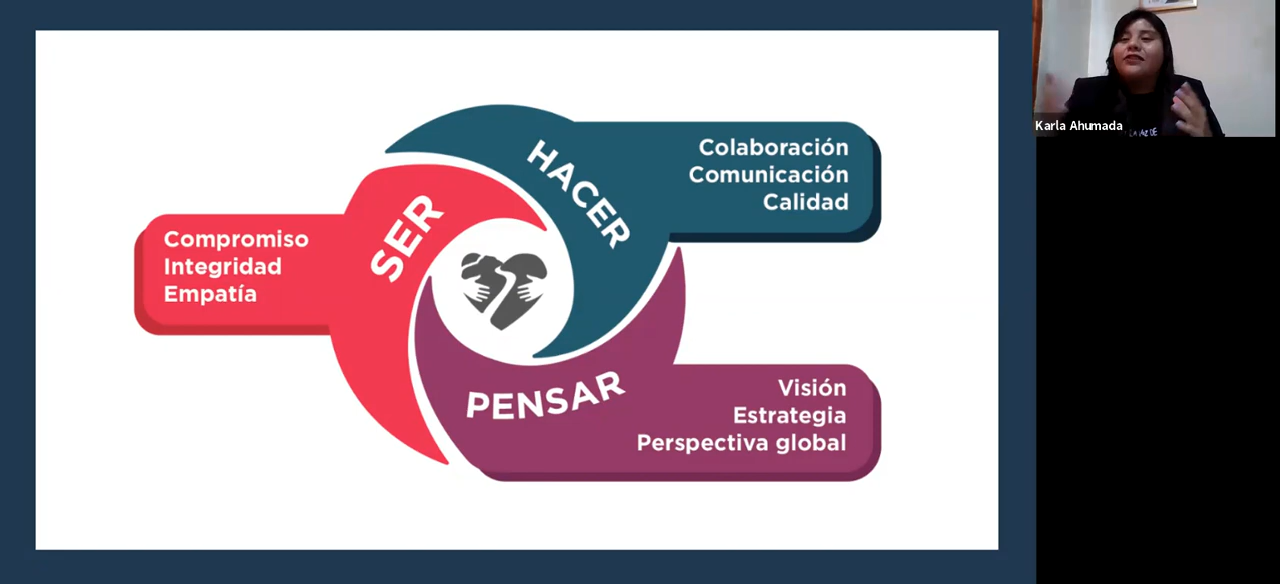 HACER
Colaboración
Comunicación
Calidad
SER
Compromiso
Integridad
Empatía
PENSAR
Visión
Estrategia
Perspectiva global
Karla Ahumada